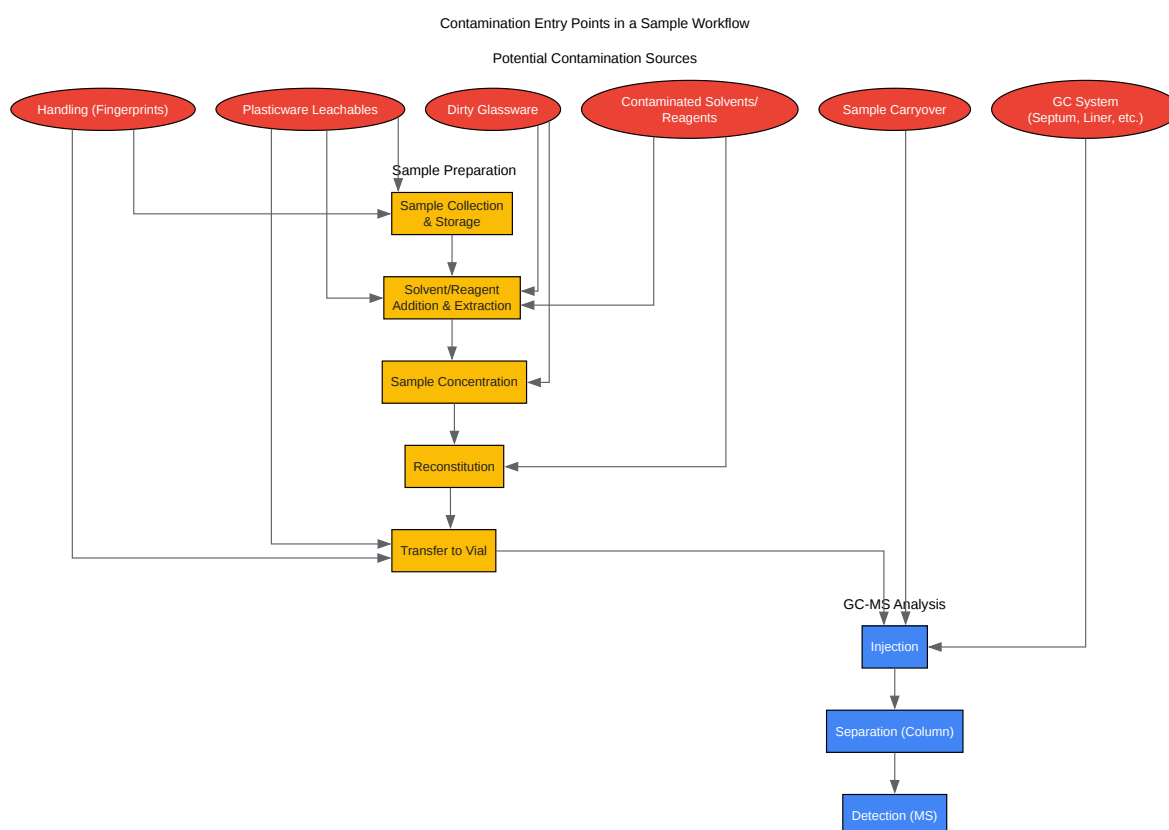 Contamination Entry Points in a Sample Workflow
Potential Contamination Sources
Handling (Fingerprints)
Plasticware Leachables
Dirty Glassware
Contaminated Solvents/
Reagents
Sample Carryover
GC System
(Septum, Liner, etc.)
Sample Preparation
Sample Collection
& Storage
Solvent/Reagent
Addition & Extraction
Sample Concentration
Reconstitution
Transfer to Vial
GC-MS Analysis
Injection
Separation (Column)
Detection (MS)